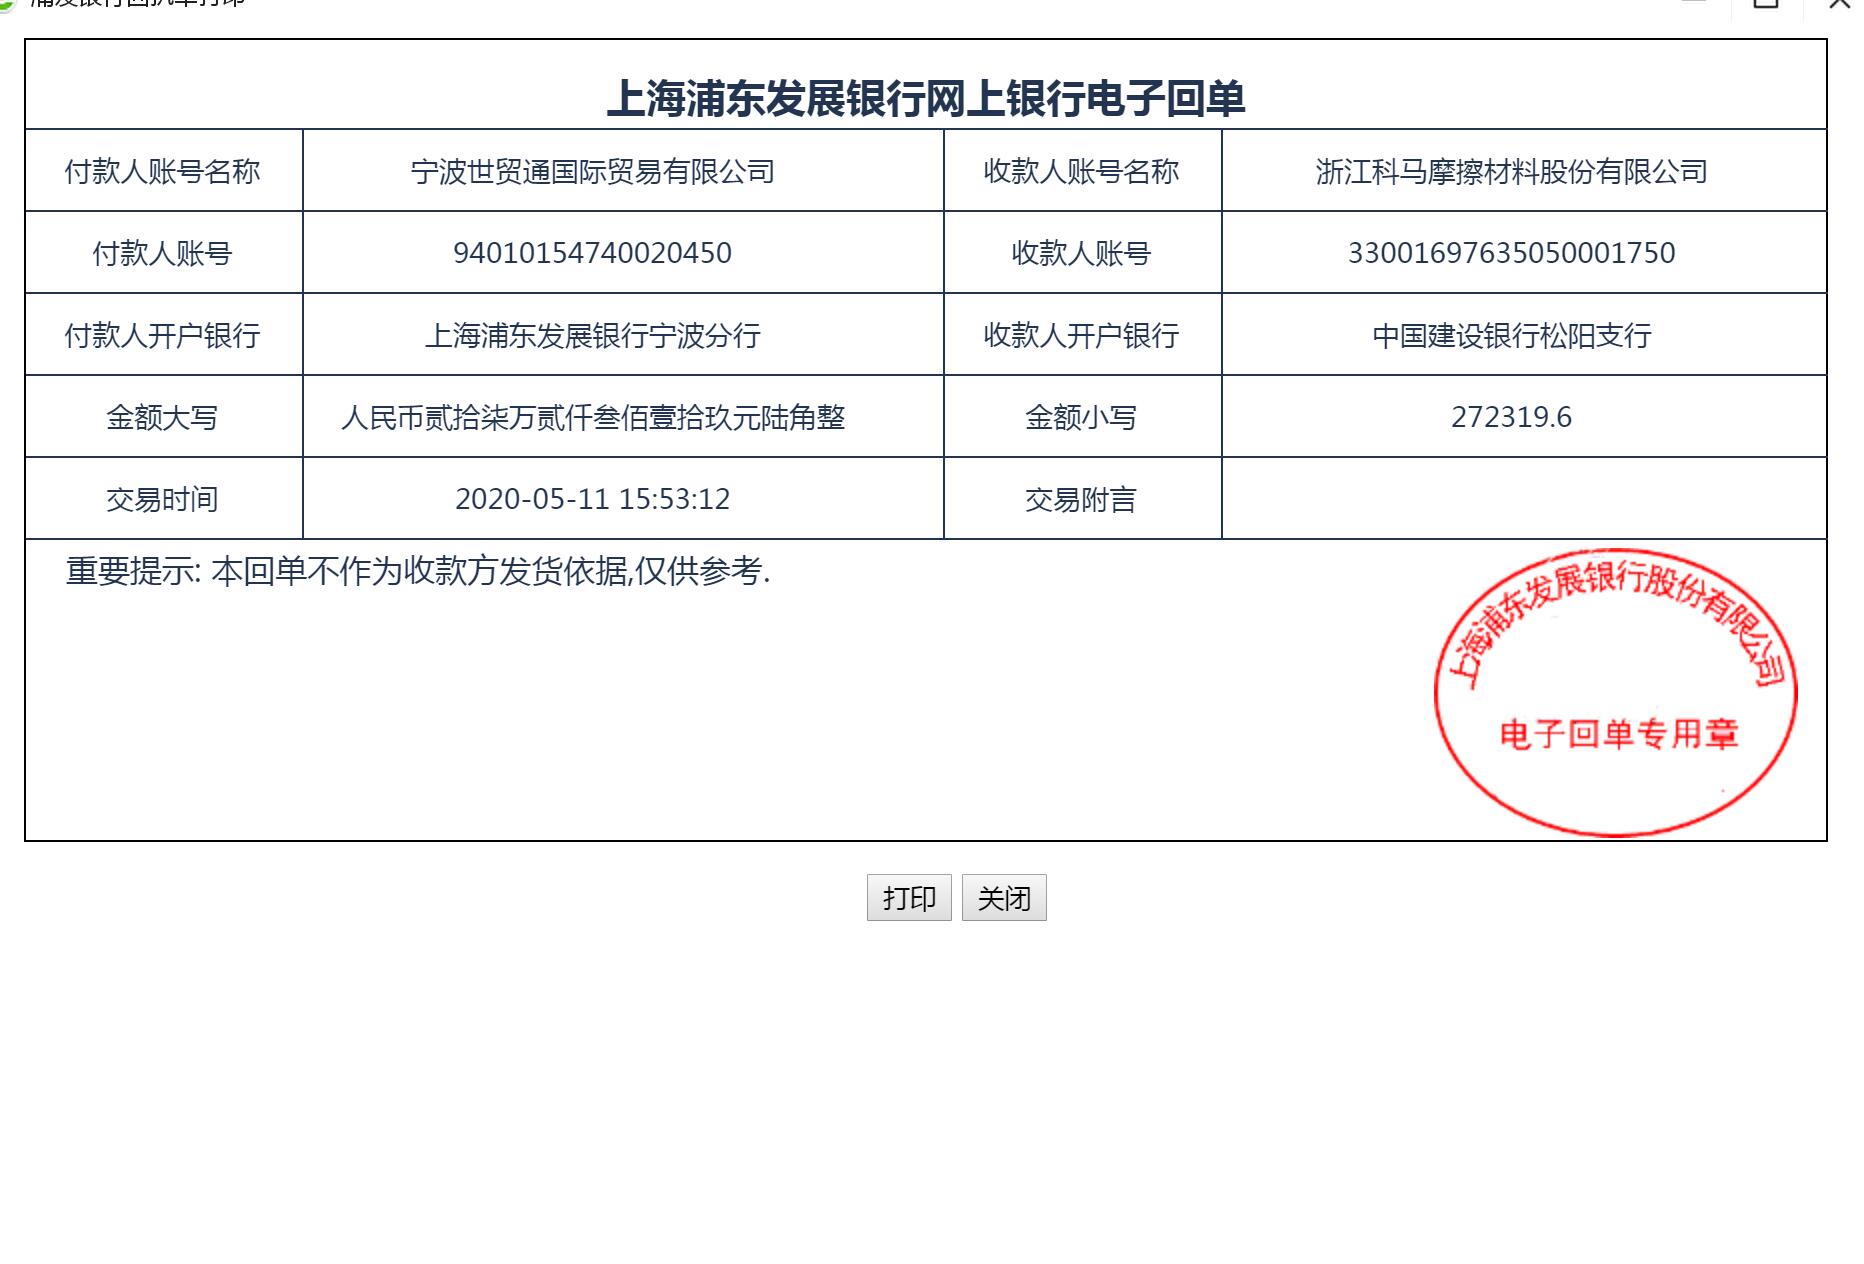 上海浦东发展银行网上银行电子回单
付款人账号名称 宁波世贸通国际贸易有限公司 收款人账号名称 浙江科马摩擦材料股份有限公司
付款人账号 94010154740020450 收款人账号 33001697635050001750
付款人开户银行 上海浦东发展银行宁波分行 收款人开户银行 中国建设银行松阳支行
金额大写 人民币贰拾柒万贰仟叁佰壹拾玖元陆角整 金额小写 272319.6
交易时间 2020-05-11 15:53:12 交易附言
重要提示: 本回单不作为收款方发货依据,仅供参考.
上海浦东发展银行股份有限公司
电子回单专用章
打印 关闭